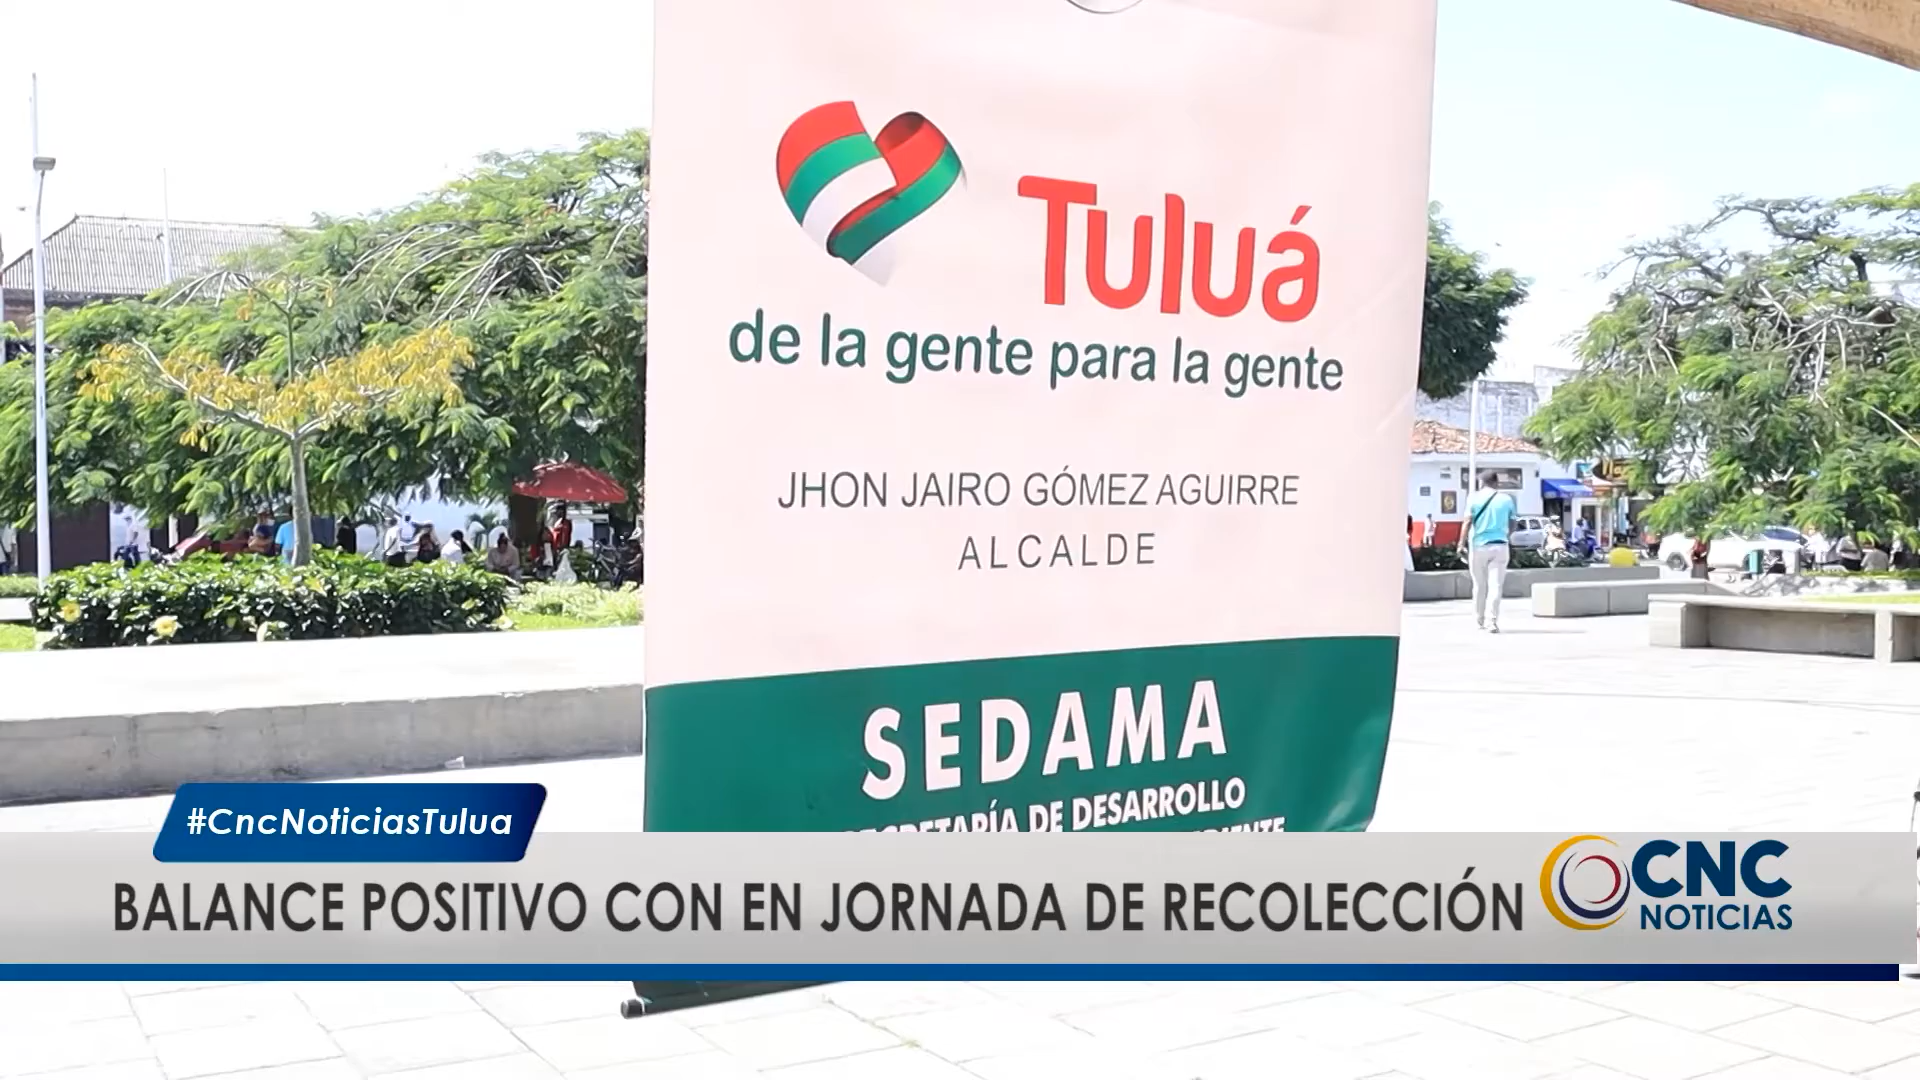 Tuluá
de la gente para la gente
JHON JAIRO GÓMEZ AGUIRRE
ALCALDE
SEDAMA
DE DESARROLLO
#CncNoticiasTulua
BALANCE POSITIVO CON EN JORNADA DE RECOLECCIÓN
CNC
NOTICIAS